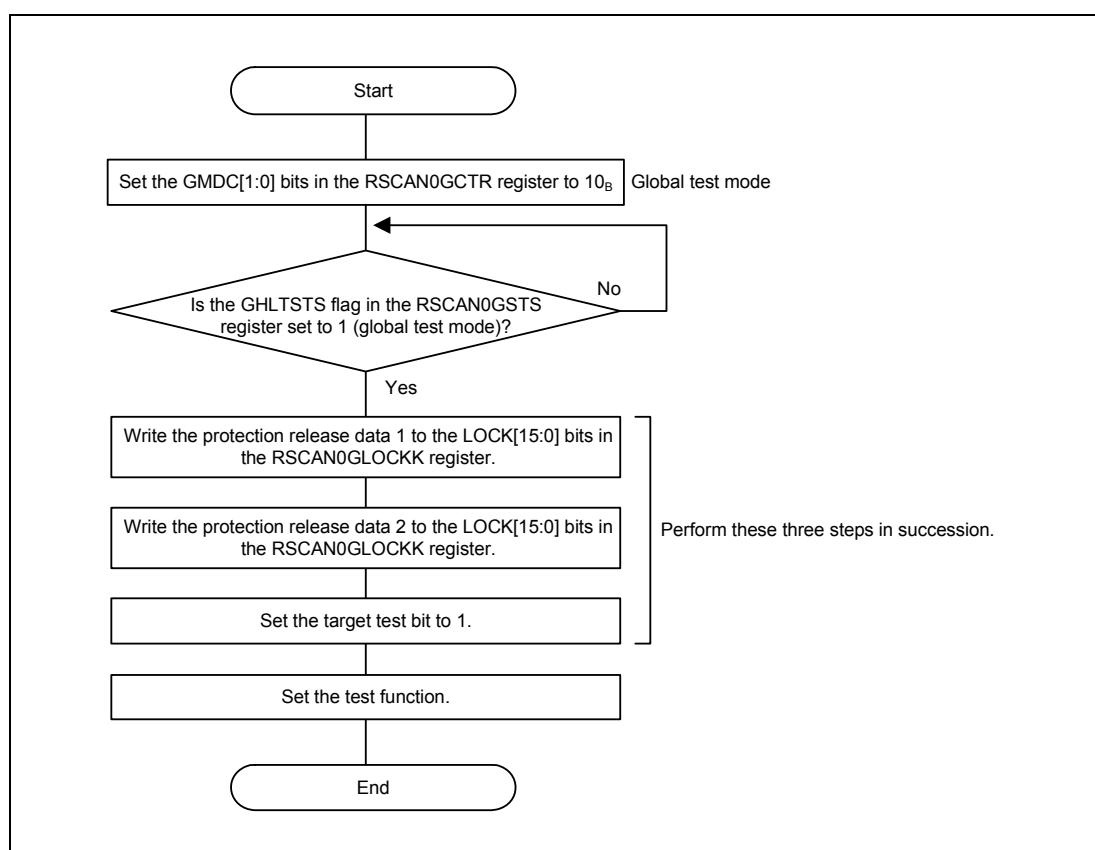 Start
Set the GMDC[1:0] bits in the RSCAN0GCTR register to 10B
Global test mode
Is the GHLTSTS flag in the RSCAN0GSTS
register set to 1 (global test mode)?
No
Yes
Write the protection release data 1 to the LOCK[15:0] bits in
the RSCAN0GLOCKK register.
Write the protection release data 2 to the LOCK[15:0] bits in
the RSCAN0GLOCKK register.
Perform these three steps in succession.
Set the target test bit to 1.
Set the test function.
End